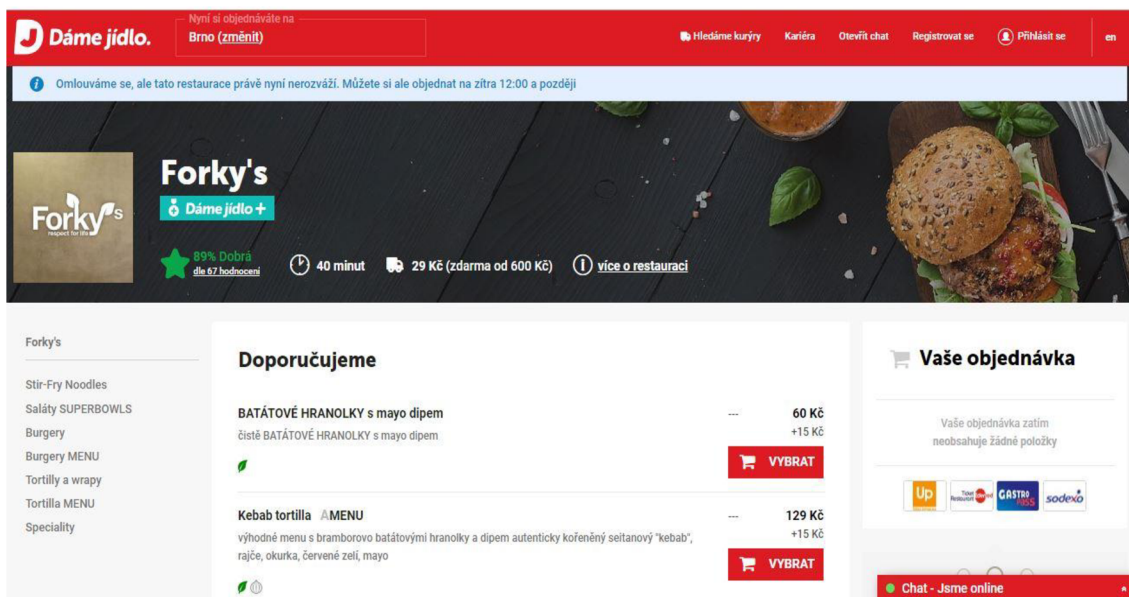 Dáme jídlo.
Nyní si objednáváte na
Brno (změnit)
Hledáme kurýry
Kariéra
Otevřít chat
Registrovat se
Přihlásit se
en
Omlouváme se, ale tato restaurace právě nyní nerozváží. Můžete si ale objednat na zítra 12:00 a později
Forky's
respect for life
Forky's
Dáme jídlo +
89% Dobrá
dle 67 hodnocení
40 minut
29 Kč (zdarma od 600 Kč)
více o restauraci
Forky's
Stir-Fry Noodles
Saláty SUPERBOWLS
Burgery
Burgery MENU
Tortilly a wrapy
Tortilla MENU
Speciality
Doporučujeme
BATÁTOVÉ HRANOLKY s mayo dipem
--- 60 Kč
čistě BATÁTOVÉ HRANOLKY s mayo dipem
+15 Kč
VYBRAT
Kebab tortilla AMENU
--- 129 Kč
výhodné menu s bramborovo batátovými hranolky a dipem autenticky kořeněný seitanový "kebab",
rajče, okurka, červené zelí, mayo
+15 Kč
VYBRAT
Vaše objednávka
Vaše objednávka zatím
neobsahuje žádné položky
Up
Ticket
Restaurant
GASTRO
PASS
sodexo
Chat - Jsme online